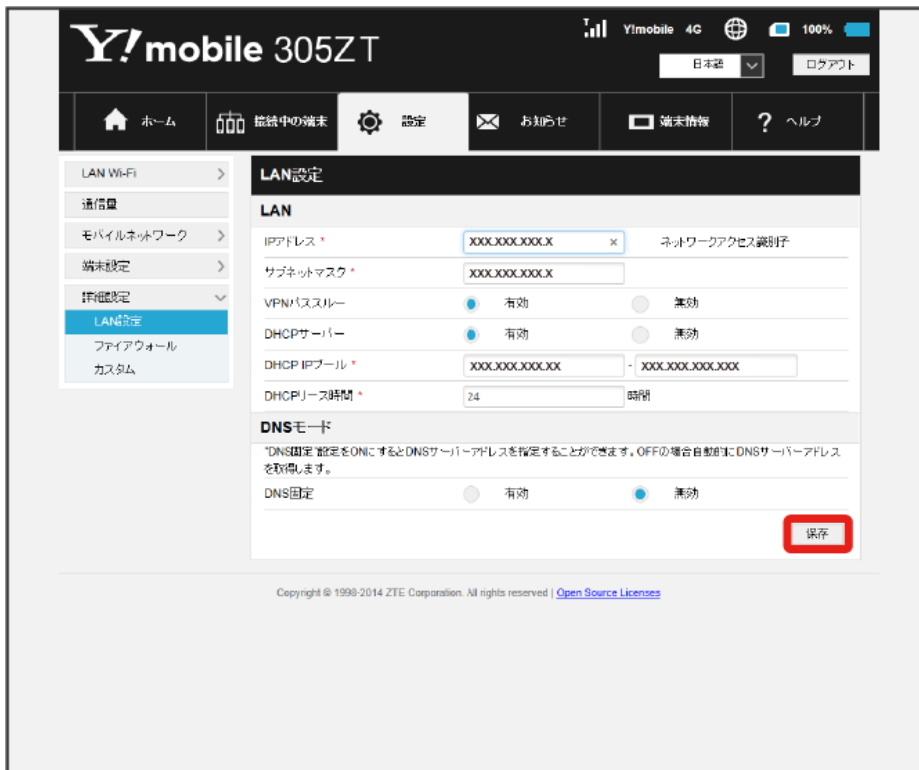 Y!mobile 4G 100%
Y!mobile 305ZT
日本語 ログアウト
ホーム 接続中の端末 設定 お知らせ 端末情報 ? ヘルプ
LAN Wi-Fi
通信量
モバイルネットワーク
端末設定
詳細設定
LAN設定
ファイアウォール
カスタム
LAN設定
LAN
IPアドレス * XXX.XXX.XXX.X × ネットワークアクセス識別子
サブネットマスク * XXX.XXX.XXX.X
VPNパススルー 有効 無効
DHCPサーバー 有効 無効
DHCP IPプール * XXX.XXX.XXX.XX - XXX.XXX.XXX.XXX
DHCPリース時間 * 24 時間
DNSモード
"DNS固定"設定をONにするとDNSサーバーアドレスを指定することができます。OFFの場合自動的にDNSサーバーアドレス
を取得します。
DNS固定 有効 無効
保存
Copyright © 1998-2014 ZTE Corporation. All rights reserved | Open Source Licenses